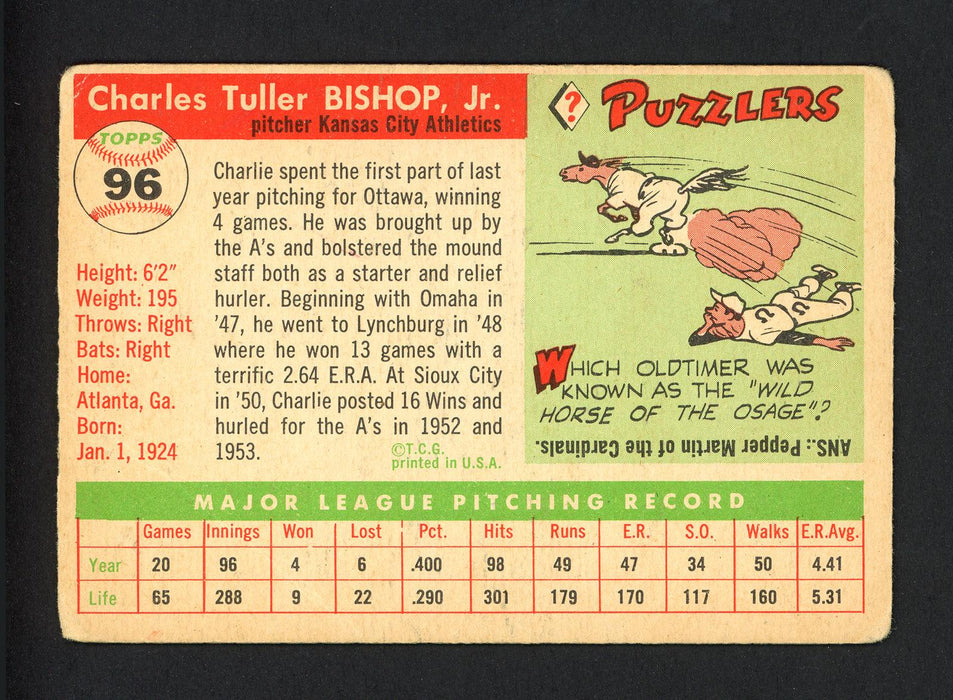 Charles Tuller BISHOP, Jr.
pitcher Kansas City Athletics
TOPPS
96
Height: 6'2"
Weight: 195
Throws: Right
Bats: Right
Home:
Atlanta, Ga.
Born:
Jan. 1, 1924
Charlie spent the first part of last
year pitching for Ottawa, winning
4 games. He was brought up by
the A's and bolstered the mound
staff both as a starter and relief
hurler. Beginning with Omaha in
'47, he went to Lynchburg in '48
where he won 13 games with a
terrific 2.64 E.R.A. At Sioux City
in '50, Charlie posted 16 Wins and
hurled for the A's in 1952 and
1953.
©T.C.G.
printed in U.S.A.
?
PUZZLERS
WHICH OLDTIMER WAS
KNOWN AS THE "WILD
HORSE OF THE OSAGE"?
ANS.: Pepper Martin of the Cardinals.
MAJOR LEAGUE PITCHING RECORD
Games Innings Won Lost Pct. Hits Runs E.R. S.O. Walks E.R.Avg.
Year 20 96 4 6 .400 98 49 47 34 50 4.41
Life 65 288 9 22 .290 301 179 170 117 160 5.31